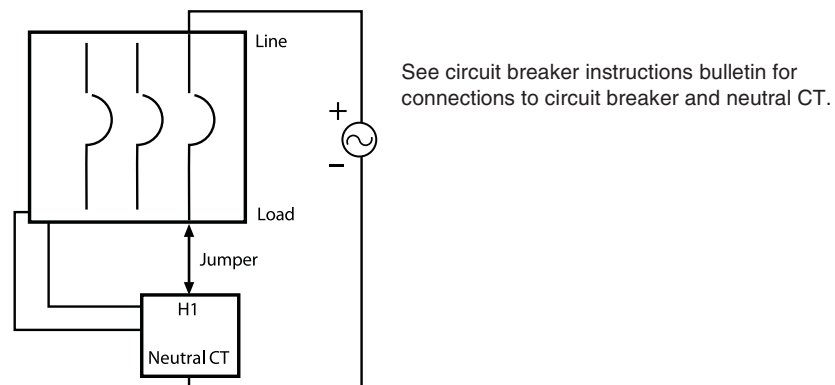 Line
See circuit breaker instructions bulletin for
connections to circuit breaker and neutral CT.
+
–
Load
Jumper
H1
Neutral CT